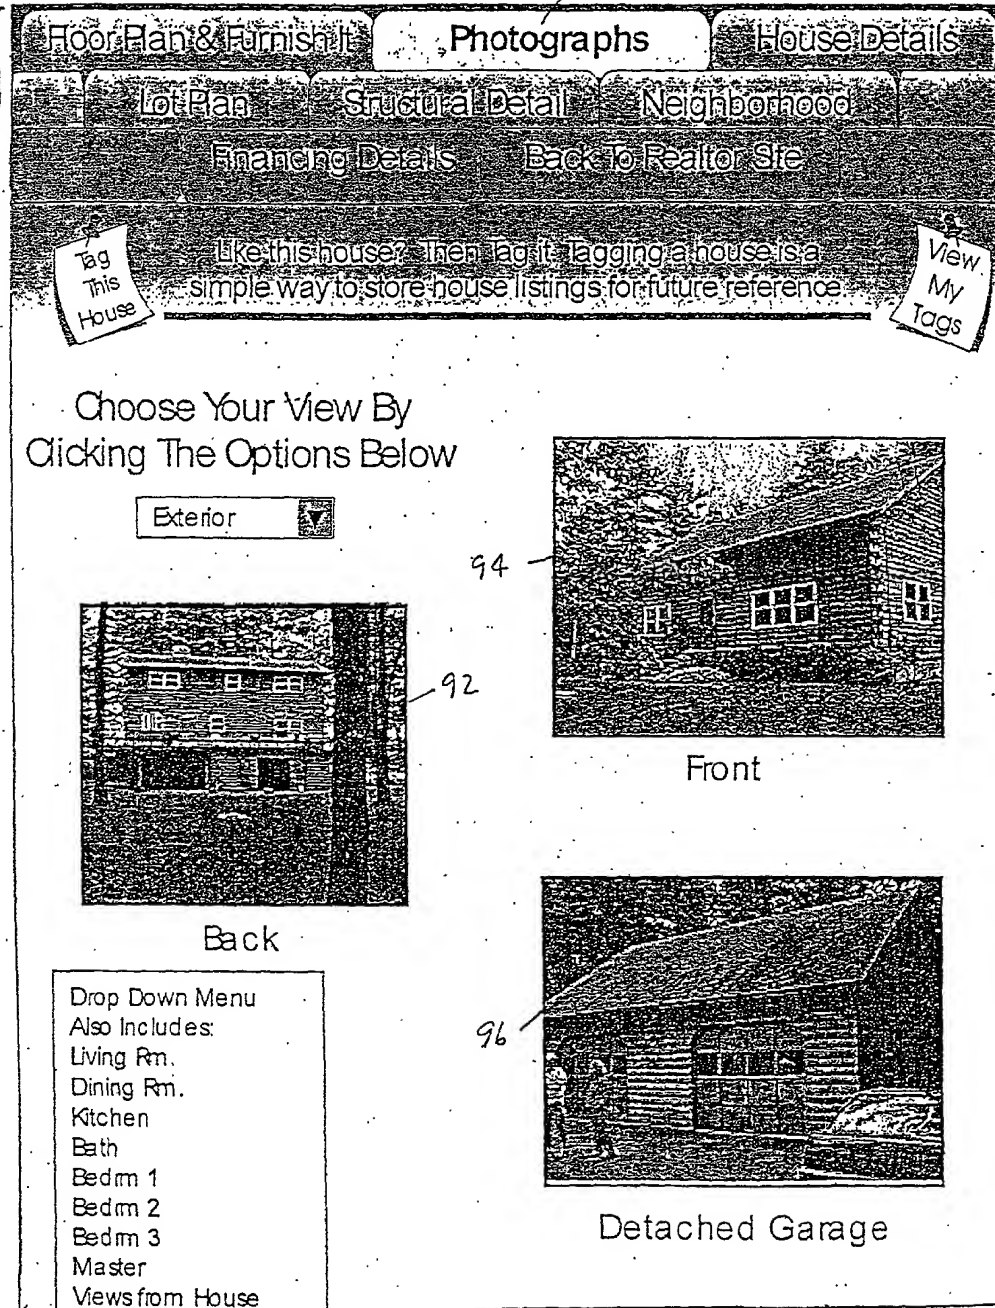 Floor Plan & Furnish It
Photographs
House Details
Lot Plan
Structural Detail
Neighborhood
Financing Details
Back To Realtor Site
Tag
This
House
Like this house? Then Tag it. Tagging a house is a
simple way to store house listings for future reference
View
My
Tags
Choose Your View By
Clicking The Options Below
Exterior
94
92
Front
Back
96
Detached Garage
Drop Down Menu
Also Includes:
Living Rm.
Dining Rm.
Kitchen
Bath
Bedrm 1
Bedrm 2
Bedrm 3
Master
Views from House